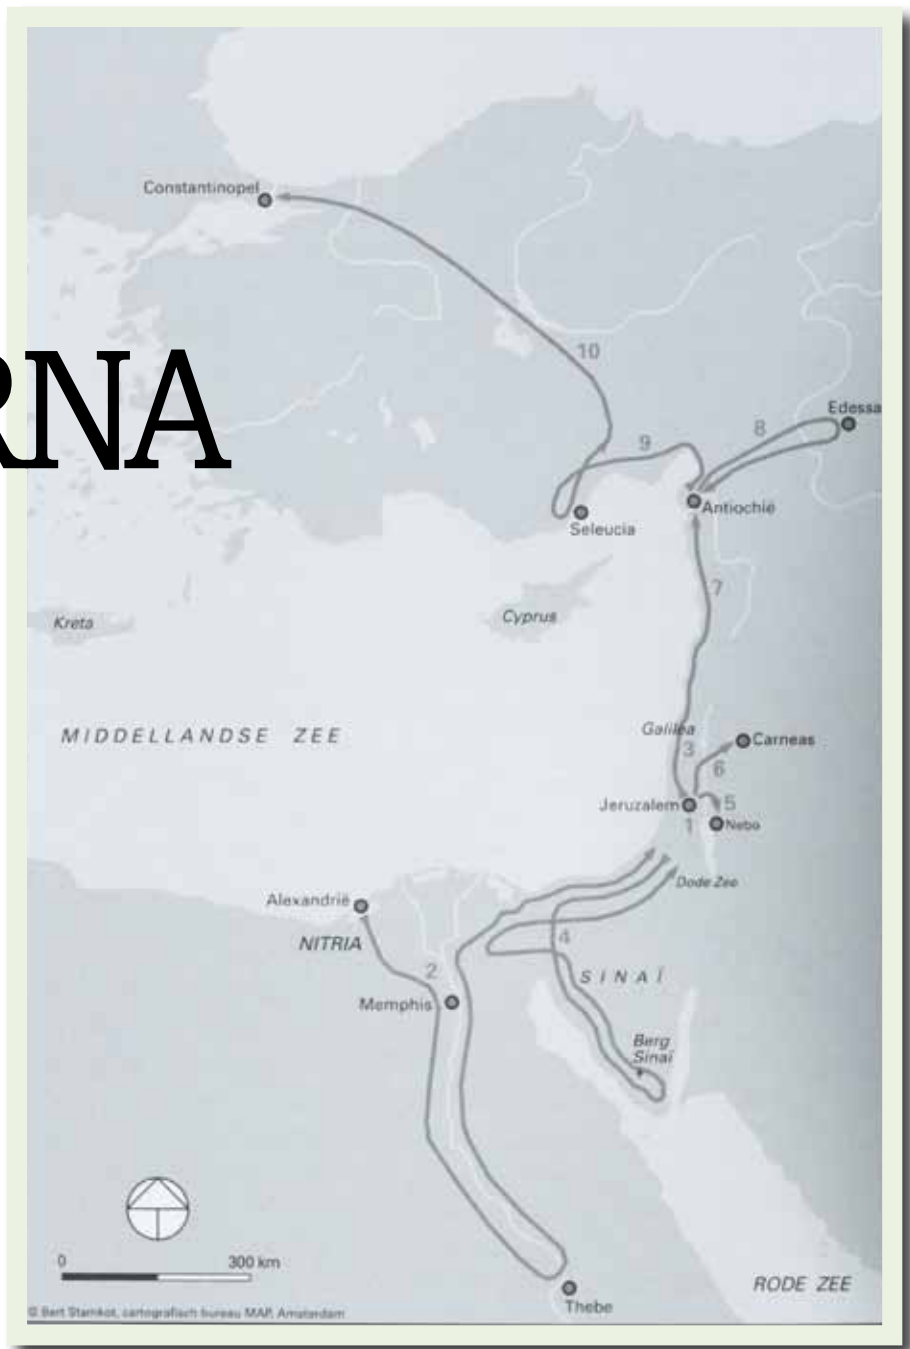 Constantinopel
10
RNA
Edessa
8
9
Antiochië
Seleucia
7
Kreta
Cyprus
MIDDELLANDSE ZEE
Galilea
3
Carneas
6
Jeruzalem
5
1
Nebo
Dode Zee
Alexandrië
NITRIA
4
2
SINAÏ
Memphis
Berg
Sinaï
0
300 km
RODE ZEE
Thebe
© Bert Stamkot, cartografisch bureau MAP, Amsterdam